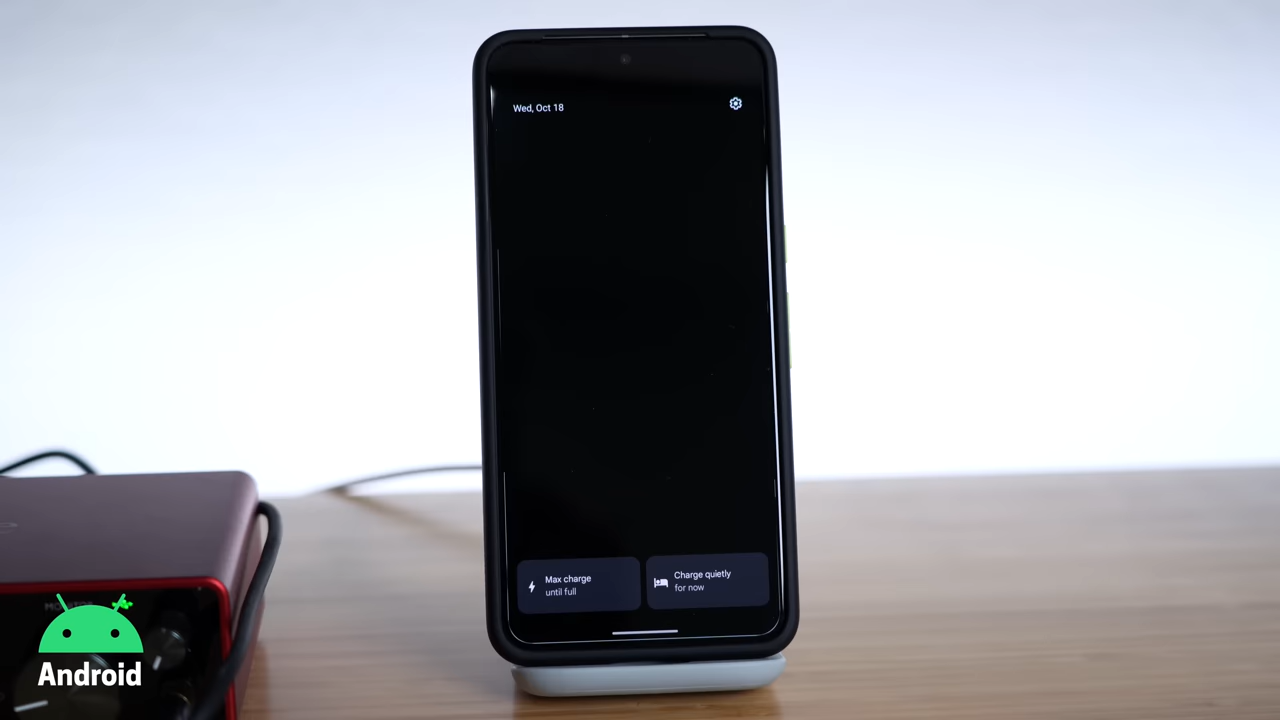 Wed, Oct 18
Max charge
until full
Charge quietly
for now
Android